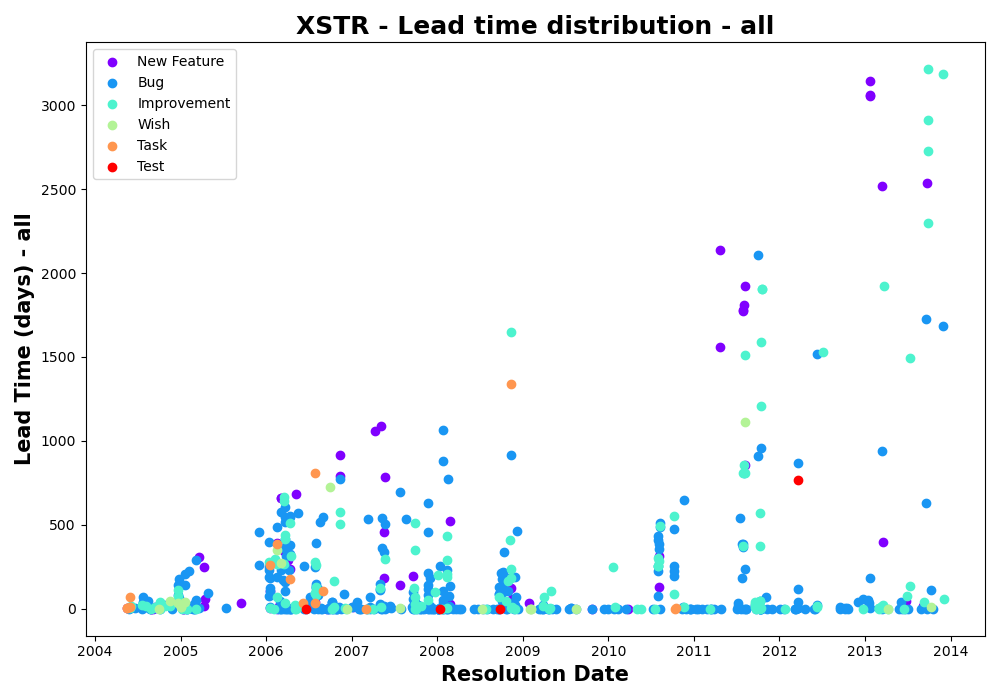 XSTR - Lead time distribution - all
New Feature
Bug
Improvement
Wish
Task
Test
Lead Time (days) - all
3000
2500
2000
1500
1000
500
0
2004 2005 2006 2007 2008 2009 2010 2011 2012 2013 2014
Resolution Date